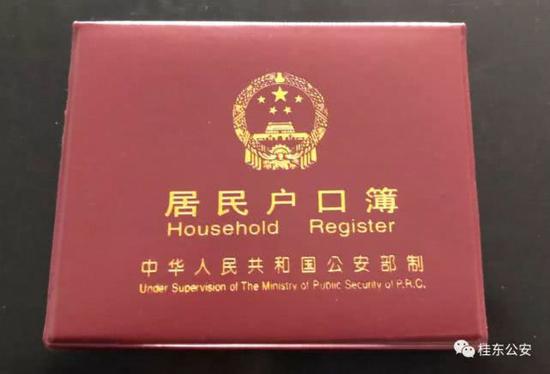 居民户口簿
Household Register
中华人民共和国公安部制
Under Supervision of The Ministry of Public Security of P.R.C.
桂东公安